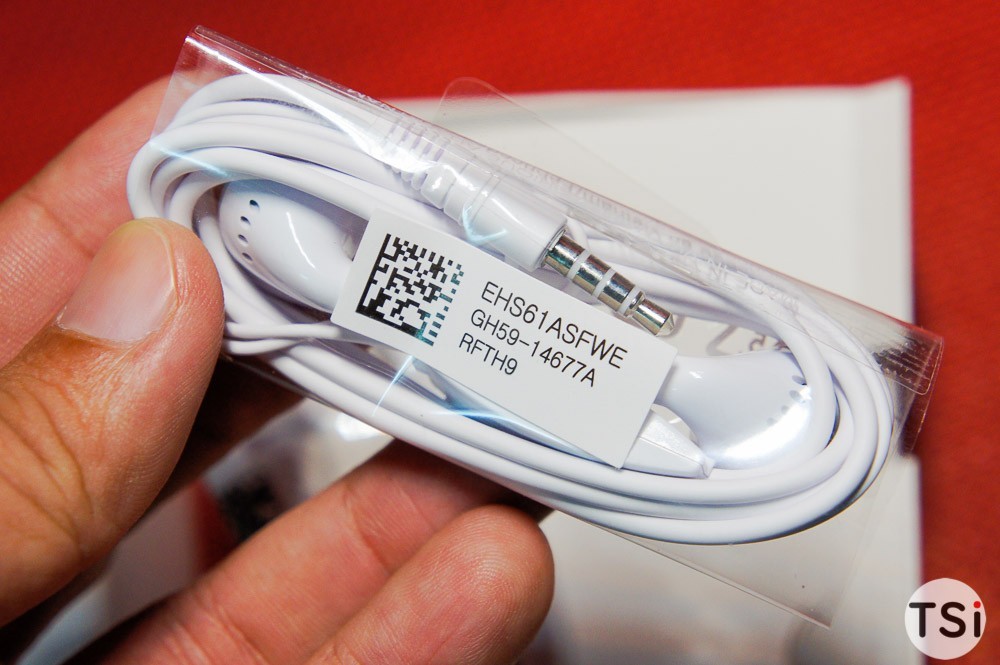 EHS61ASFWE
GH59-14677A
RFTH9
TSi